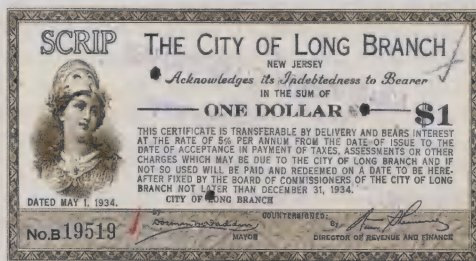 SCRIP
THE CITY OF LONG BRANCH
NEW JERSEY
Acknowledges its Indebtedness to Bearer
IN THE SUM OF
ONE DOLLAR $1
THIS CERTIFICATE IS TRANSFERABLE BY DELIVERY AND BEARS INTEREST
AT THE RATE OF 5% PER ANNUM FROM THE DATE OF ISSUE TO THE
DATE OF ACCEPTANCE IN PAYMENT OF TAXES, ASSESSMENTS OR OTHER
CHARGES WHICH MAY BE DUE TO THE CITY OF LONG BRANCH AND IF
NOT SO USED WILL BE PAID AND REDEEMED ON A DATE TO BE HERE-
AFTER FIXED BY THE BOARD OF COMMISSIONERS OF THE CITY OF LONG
BRANCH NOT LATER THAN DECEMBER 31, 1934.
CITY OF LONG BRANCH
DATED MAY 1, 1934.
COUNTERSIGNED:
BY
BY
MAYOR
DIRECTOR OF REVENUE AND FINANCE
No.B19519